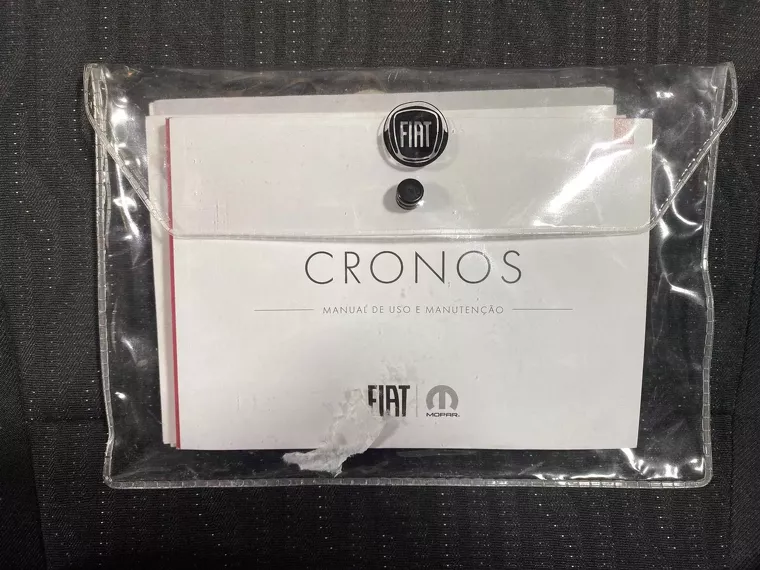 FIAT
CRONOS
MANUAL DE USO E MANUTENÇÃO
FIAT MOPAR